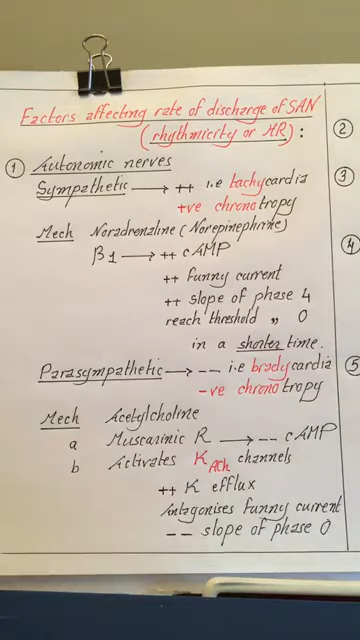 Factors affecting rate of discharge of SAN
(rhythmicity or HR):
① Autonomic nerves
Sympathetic → ++ i.e tachycardia
+ve chronotropy
Mech Noradrenaline (Norepinephrine)
β1 → ++ cAMP
++ funny current
++ slope of phase 4
reach threshold ,, 0
in a shorter time.
Parasympathetic → -- i.e bradycardia
-ve chronotropy
Mech Acetylcholine
a Muscarinic R → -- cAMP
b Activates K ACh channels
++ K efflux
Antagonises funny current
-- slope of phase 0
②
③
④
⑤